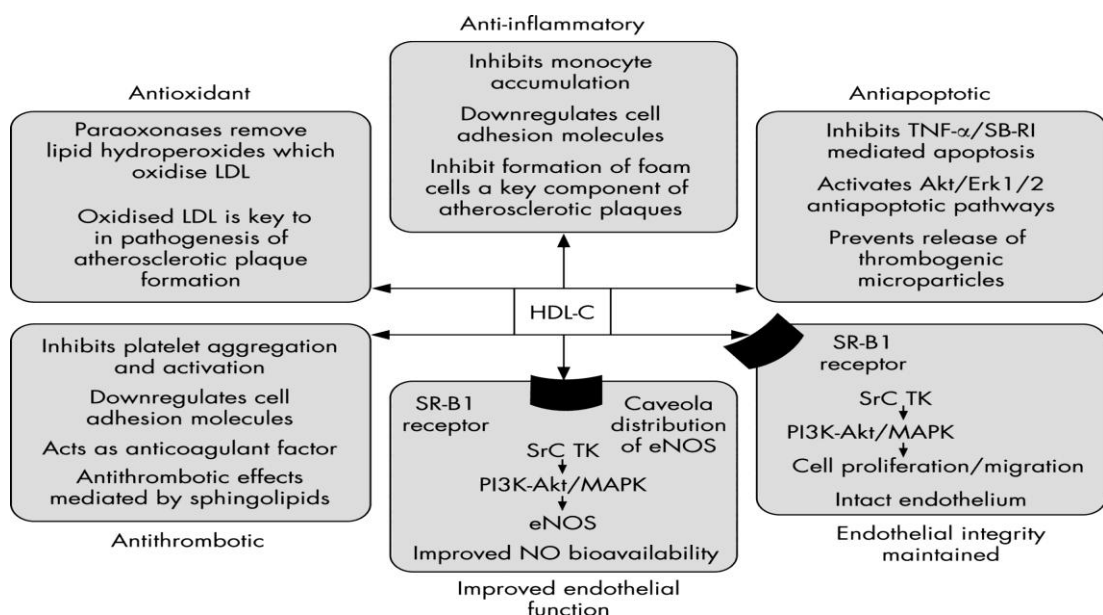 Anti-inflammatory
Inhibits monocyte
accumulation
Downregulates cell
adhesion molecules
Inhibit formation of foam
cells a key component of
atherosclerotic plaques
Antioxidant
Paraoxonases remove
lipid hydroperoxides which
oxidise LDL
Oxidised LDL is key to
in pathogenesis of
atherosclerotic plaque
formation
Antiapoptotic
Inhibits TNF-α/SB-RI
mediated apoptosis
Activates Akt/Erk1/2
antiapoptotic pathways
Prevents release of
thrombogenic
microparticles
HDL-C
Inhibits platelet aggregation
and activation
Downregulates cell
adhesion molecules
Acts as anticoagulant factor
Antithrombotic effects
mediated by sphingolipids
Antithrombotic
SR-B1
receptor
Caveola
distribution
of eNOS
SrC TK
PI3K-Akt/MAPK
eNOS
Improved NO bioavailability
Improved endothelial
function
SR-B1
receptor
SrC TK
PI3K-Akt/MAPK
Cell proliferation/migration
Intact endothelium
Endothelial integrity
maintained